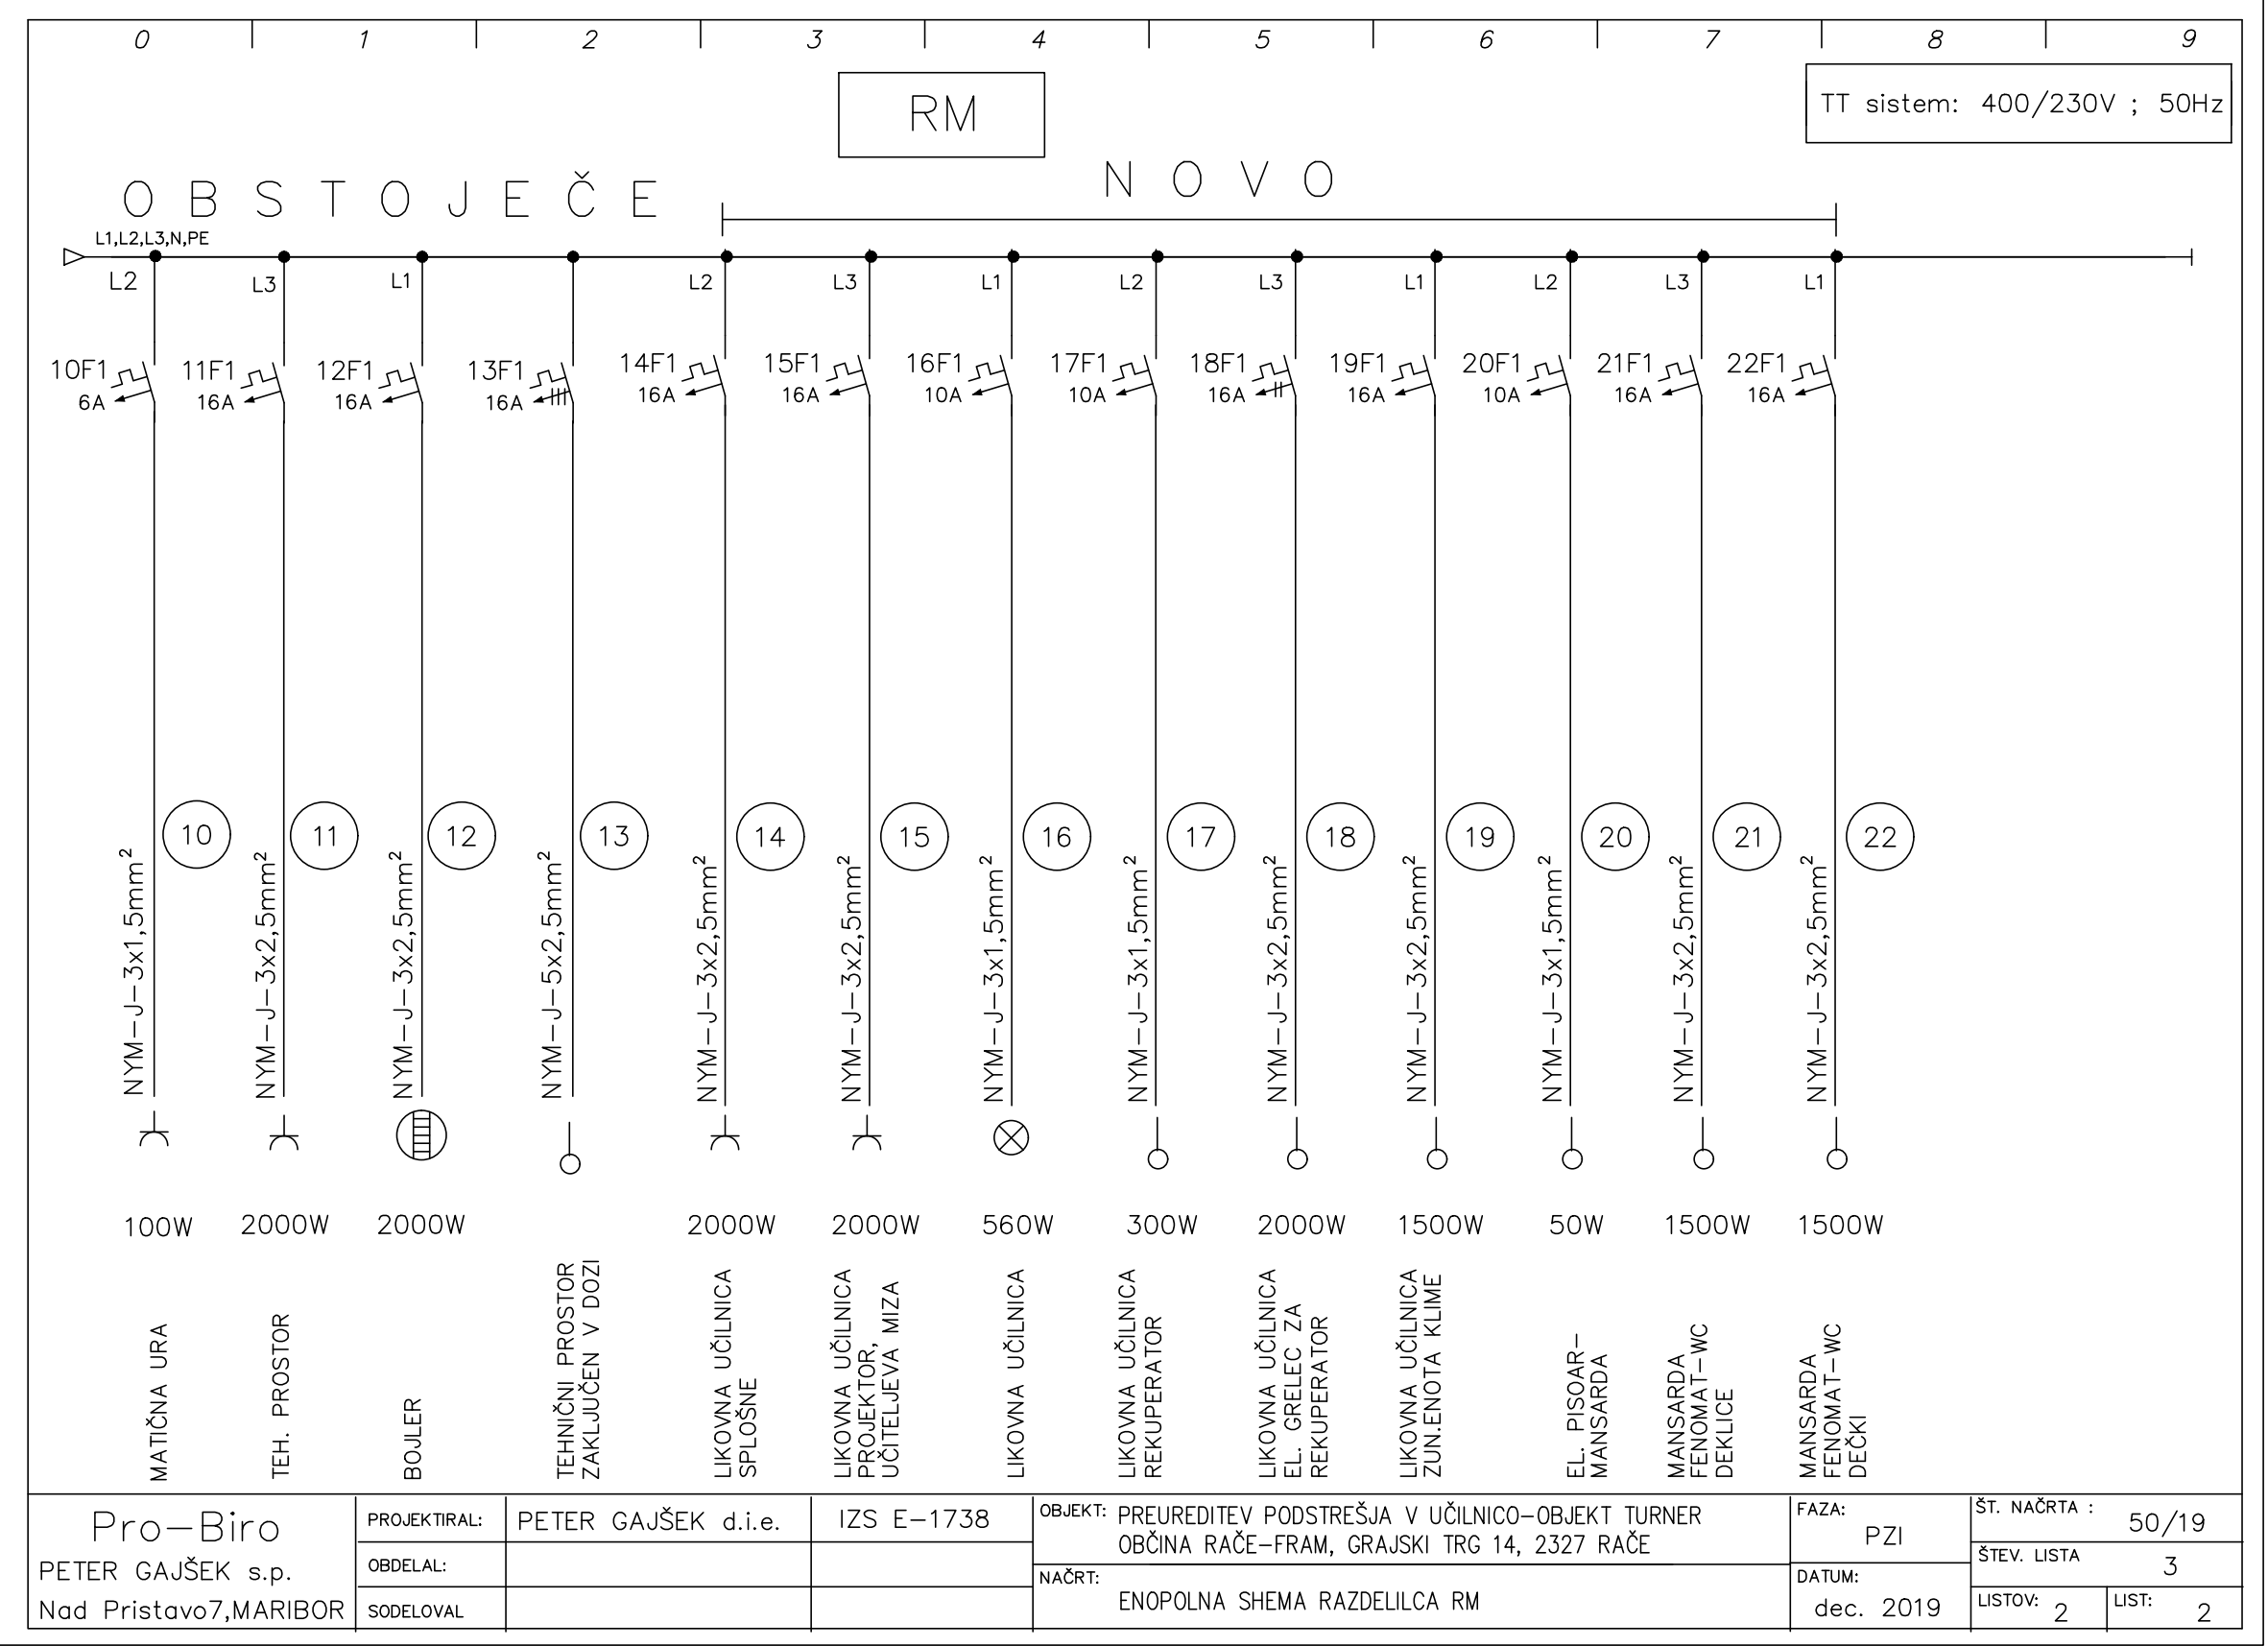 0 1 2 3 4 5 6 7 8 9
RM
TT sistem: 400/230V ; 50Hz
OBSTOJEČE
NOVO
L1,L2,L3,N,PE
L2 L3 L1 L2 L3 L1 L2 L3 L1 L2 L3 L1
10F1 11F1 12F1 13F1 14F1 15F1 16F1 17F1 18F1 19F1 20F1 21F1 22F1
6A 16A 16A 16A 16A 16A 10A 10A 16A 16A 10A 16A 16A
10 11 12 13 14 15 16 17 18 19 20 21 22
NYM-J-3x1,5mm²
NYM-J-3x2,5mm²
NYM-J-3x2,5mm²
NYM-J-5x2,5mm²
NYM-J-3x2,5mm²
NYM-J-3x2,5mm²
NYM-J-3x1,5mm²
NYM-J-3x1,5mm²
NYM-J-3x2,5mm²
NYM-J-3x2,5mm²
NYM-J-3x1,5mm²
NYM-J-3x2,5mm²
NYM-J-3x2,5mm²
100W 2000W 2000W 2000W 2000W 560W 300W 2000W 1500W 50W 1500W 1500W
MATIČNA URA
TEH. PROSTOR
BOJLER
TEHNIČNI PROSTOR
ZAKLJUČEN V DOZI
LIKOVNA UČILNICA
SPLOŠNE
LIKOVNA UČILNICA
PROJEKTOR,
UČITELJEVA MIZA
LIKOVNA UČILNICA
LIKOVNA UČILNICA
REKUPERATOR
LIKOVNA UČILNICA
EL. GRELEC ZA
REKUPERATOR
LIKOVNA UČILNICA
ZUN.ENOTA KLIME
EL. PISOAR-
MANSARDA
MANSARDA
FENOMAT-WC
DEKLICE
MANSARDA
FENOMAT-WC
DEČKI
Pro-Biro
PETER GAJŠEK s.p.
Nad Pristavo7,MARIBOR
PROJEKTIRAL: PETER GAJŠEK d.i.e. IZS E-1738
OBDELAL:
SODELOVAL
OBJEKT: PREUREDITEV PODSTREŠJA V UČILNICO-OBJEKT TURNER
OBČINA RAČE-FRAM, GRAJSKI TRG 14, 2327 RAČE
NAČRT: ENOPOLNA SHEMA RAZDELILCA RM
FAZA: PZI
DATUM: dec. 2019
ŠT. NAČRTA : 50/19
ŠTEV. LISTA 3
LISTOV: 2 LIST: 2